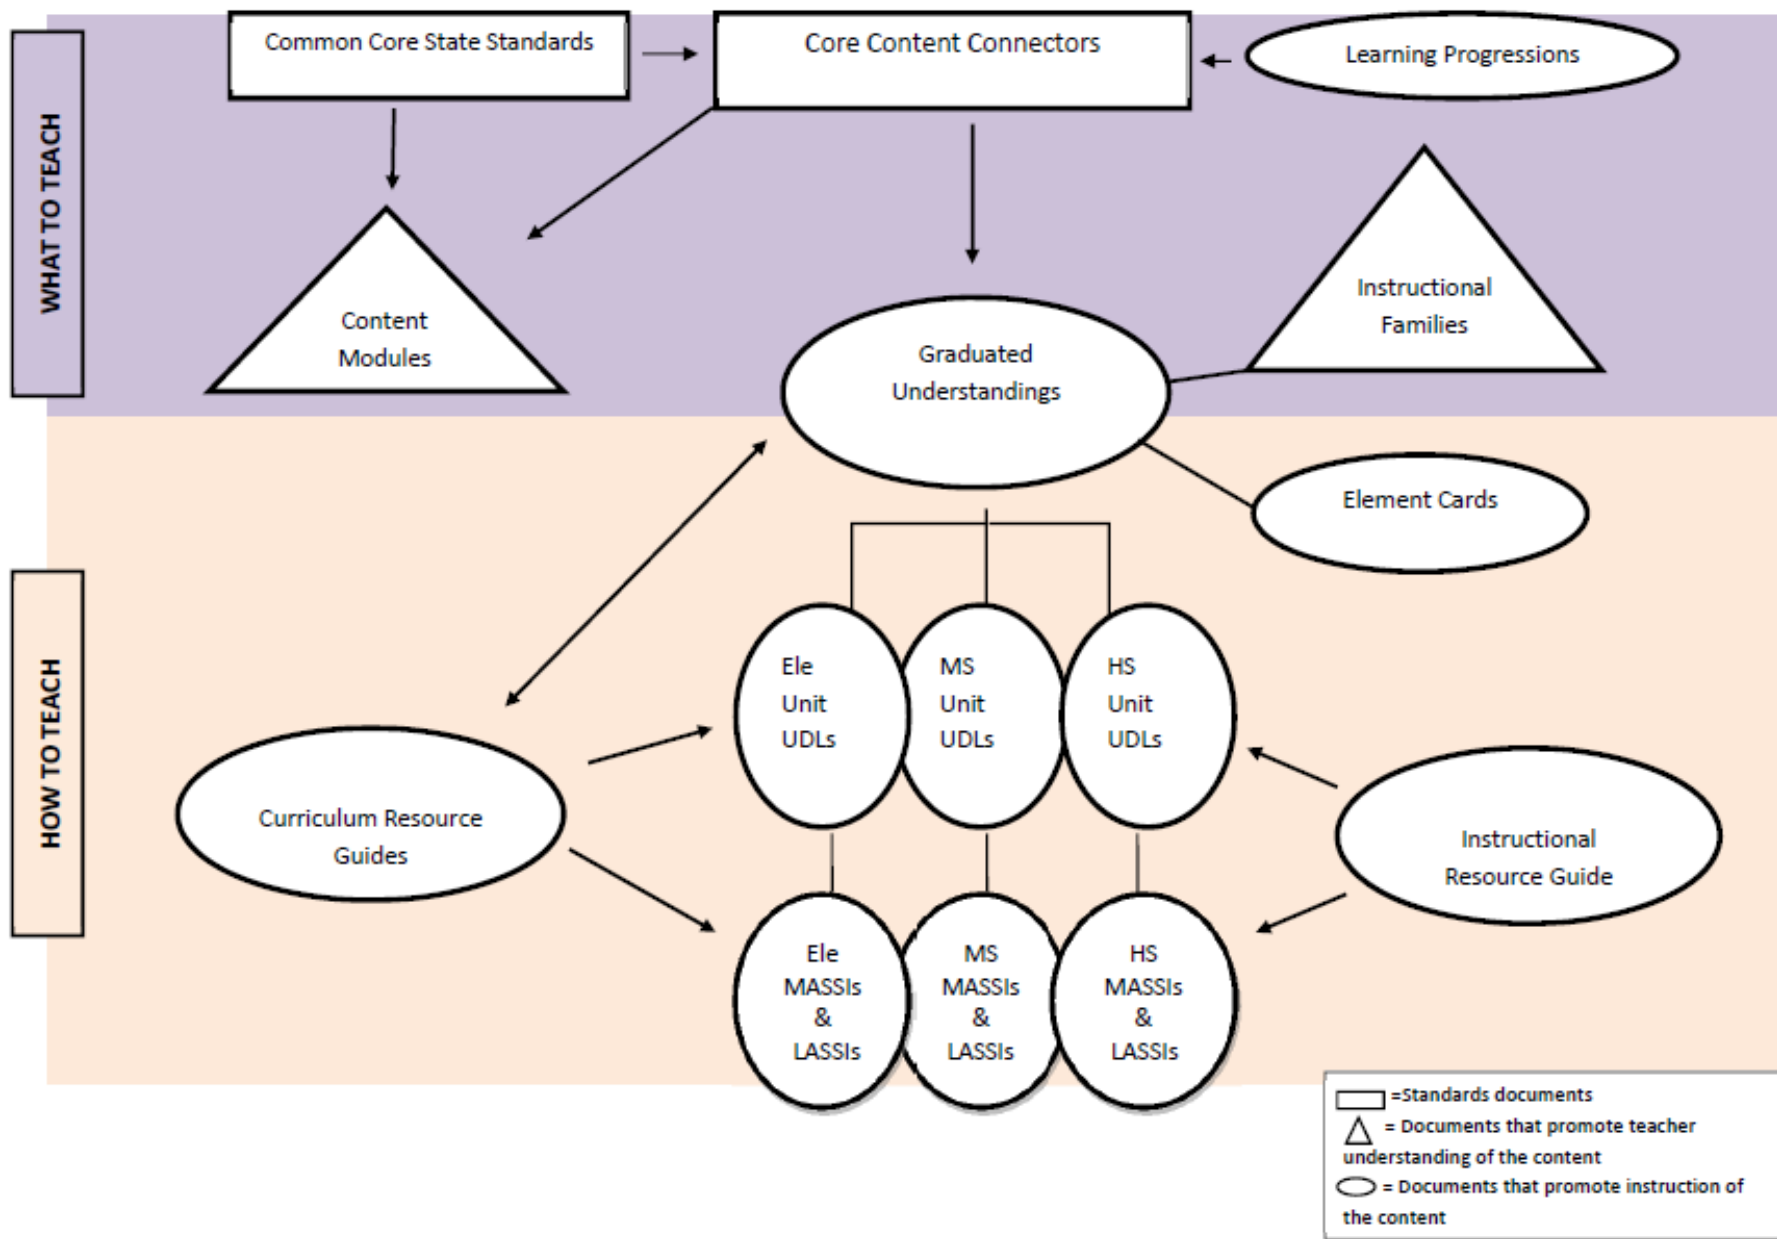 WHAT TO TEACH
Common Core State Standards
Core Content Connectors
Learning Progressions
Content
Modules
Graduated
Understandings
Instructional
Families
Element Cards
HOW TO TEACH
Ele
Unit
UDLs
MS
Unit
UDLs
HS
Unit
UDLs
Curriculum Resource
Guides
Instructional
Resource Guide
Ele
MASSIs
&
LASSIs
MS
MASSIs
&
LASSIs
HS
MASSIs
&
LASSIs
=Standards documents
= Documents that promote teacher
understanding of the content
= Documents that promote instruction of
the content